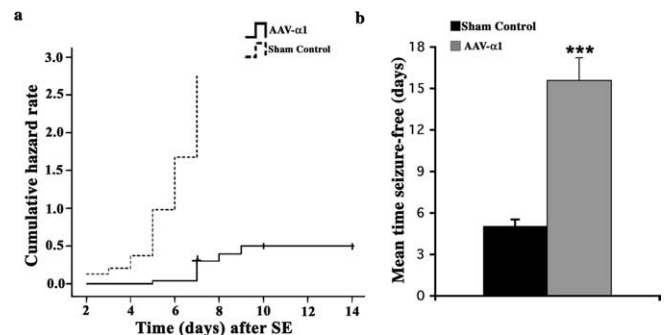 a
AAV-α1
Sham Control
Cumulative hazard rate
3.0
2.5
2.0
1.5
1.0
0.5
0.0
2 4 6 8 10 12 14
Time (days) after SE
b
Sham Control
AAV-α1
***
Mean time seizure-free (days)
18
15
12
9
6
3
0